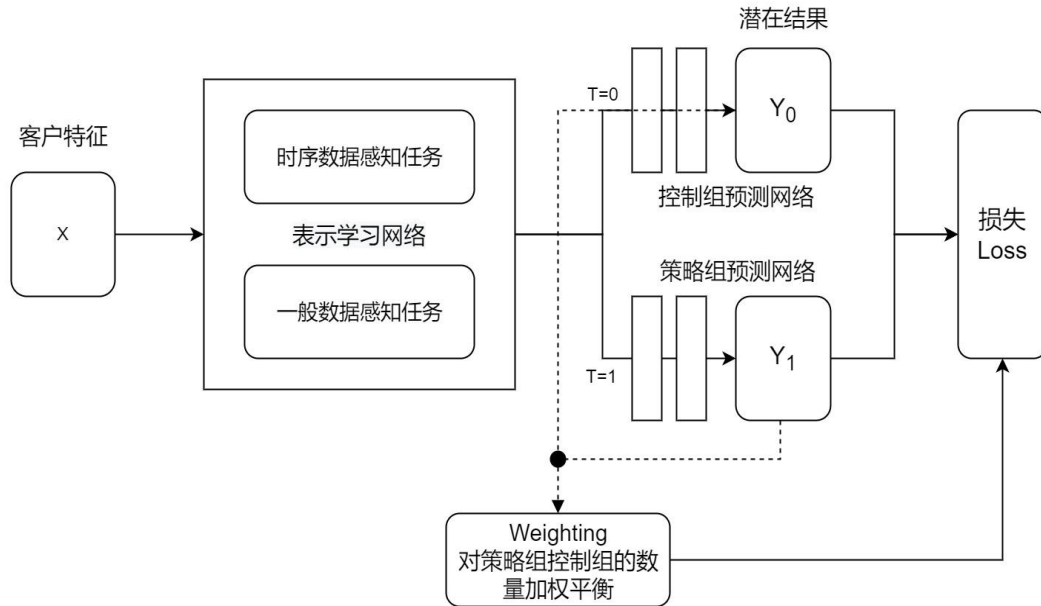 潜在结果
客户特征
X
时序数据感知任务
表示学习网络
一般数据感知任务
T=0
Y0
控制组预测网络
策略组预测网络
T=1
Y1
损失
Loss
Weighting
对策略组控制组的数
量加权平衡